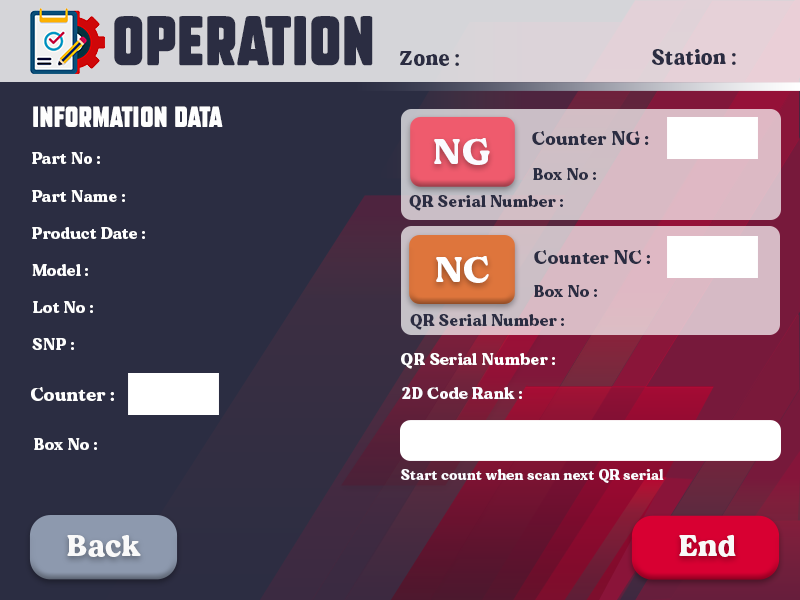 OPERATION
Zone :
Station :
INFORMATION DATA
Part No :
Part Name :
Product Date :
Model :
Lot No :
SNP :
Counter :
Box No :
NG
Counter NG :
Box No :
QR Serial Number :
NC
Counter NC :
Box No :
QR Serial Number :
QR Serial Number :
2D Code Rank :
Start count when scan next QR serial
Back
End